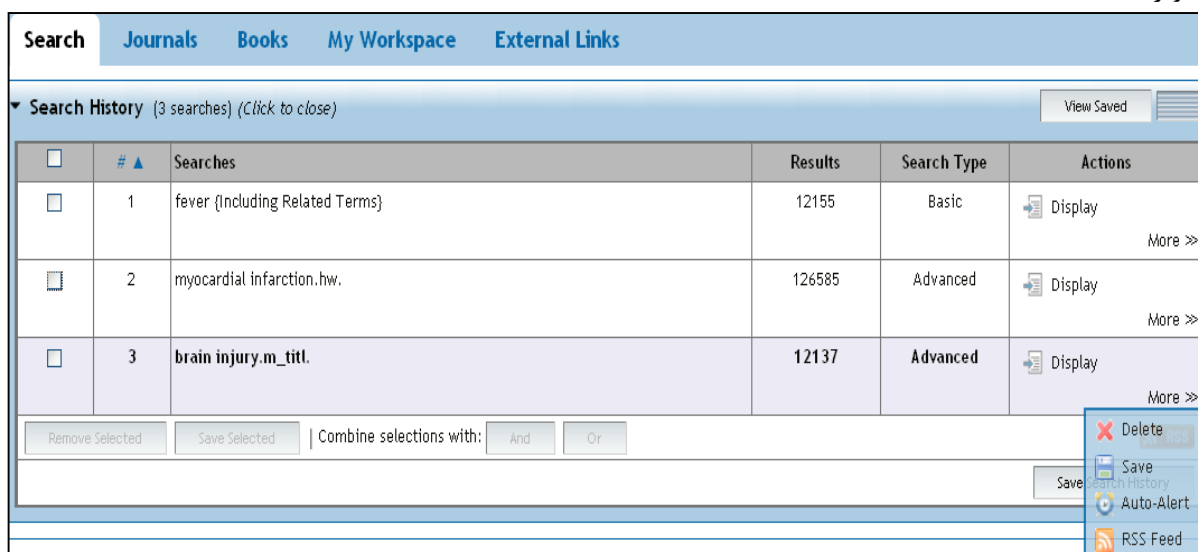 Search Journals Books My Workspace External Links
Search History (3 searches) (Click to close) View Saved
# ▲ Searches Results Search Type Actions
1 fever {Including Related Terms} 12155 Basic Display
More ≫
2 myocardial infarction.hw. 126585 Advanced Display
More ≫
3 brain injury.m_titl. 12137 Advanced Display
More ≫
Remove Selected Save Selected | Combine selections with: And Or RSS
Save Search History
Delete
Save
Auto-Alert
RSS Feed